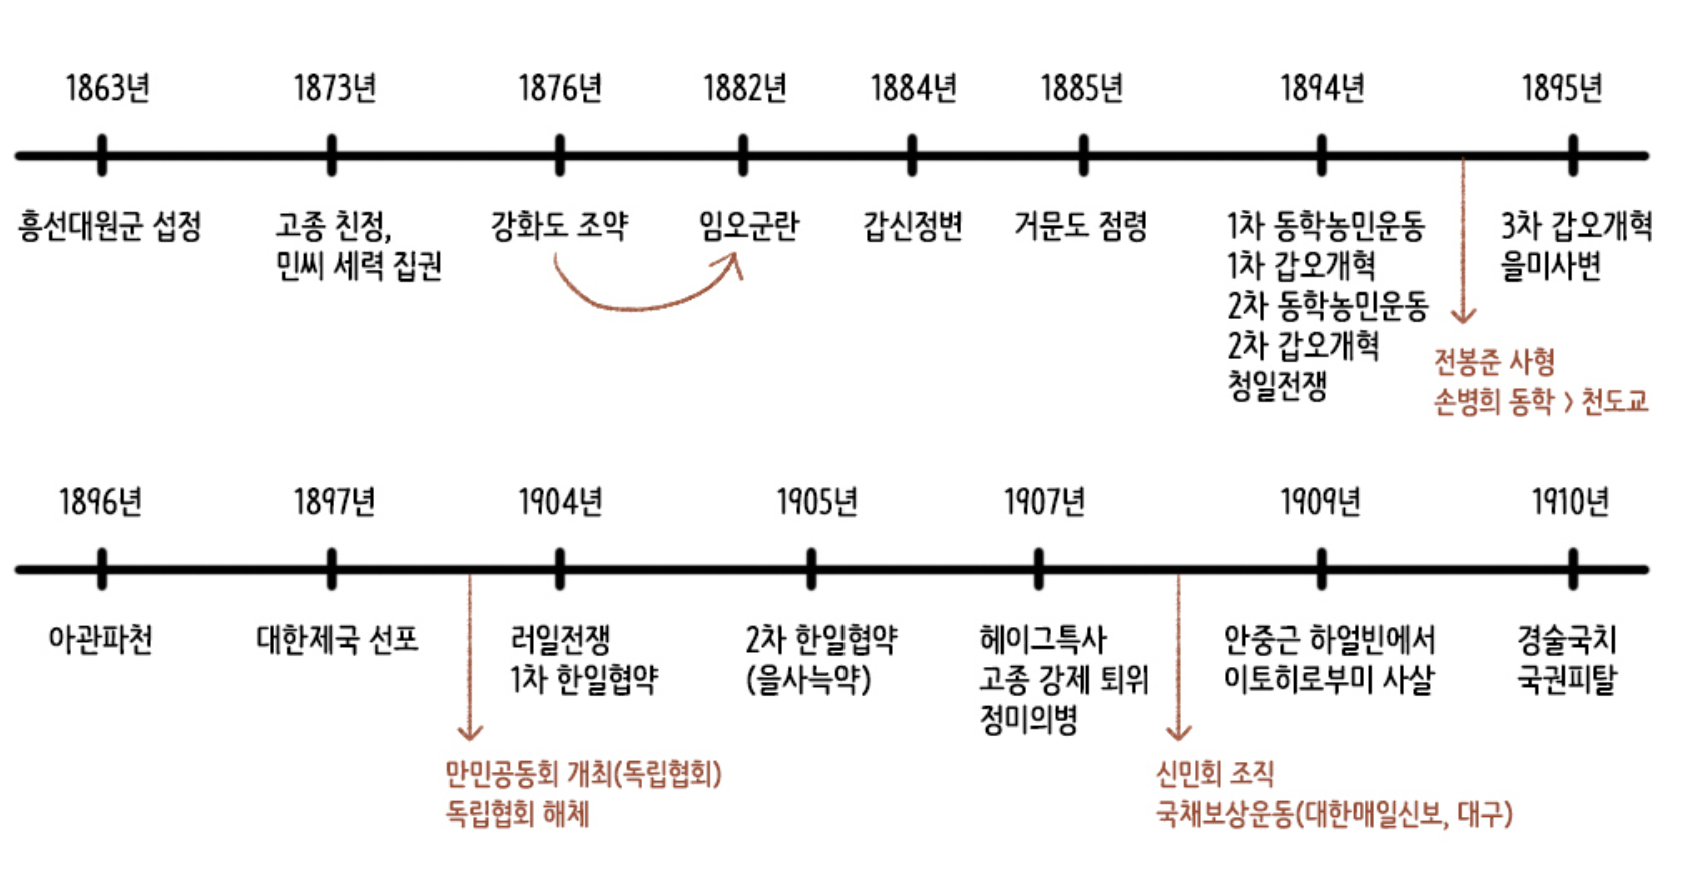 1863년 1873년 1876년 1882년 1884년 1885년 1894년 1895년
흥선대원군 섭정
고종 친정,
민씨 세력 집권
강화도 조약
임오군란
갑신정변
거문도 점령
1차 동학농민운동
1차 갑오개혁
2차 동학농민운동
2차 갑오개혁
청일전쟁
전봉준 사형
손병희 동학 > 천도교
3차 갑오개혁
을미사변
1896년 1897년 1904년 1905년 1907년 1909년 1910년
아관파천
대한제국 선포
만민공동회 개최(독립협회)
독립협회 해체
러일전쟁
1차 한일협약
2차 한일협약
(을사늑약)
헤이그특사
고종 강제 퇴위
정미의병
신민회 조직
국채보상운동(대한매일신보, 대구)
안중근 하얼빈에서
이토히로부미 사살
경술국치
국권피탈